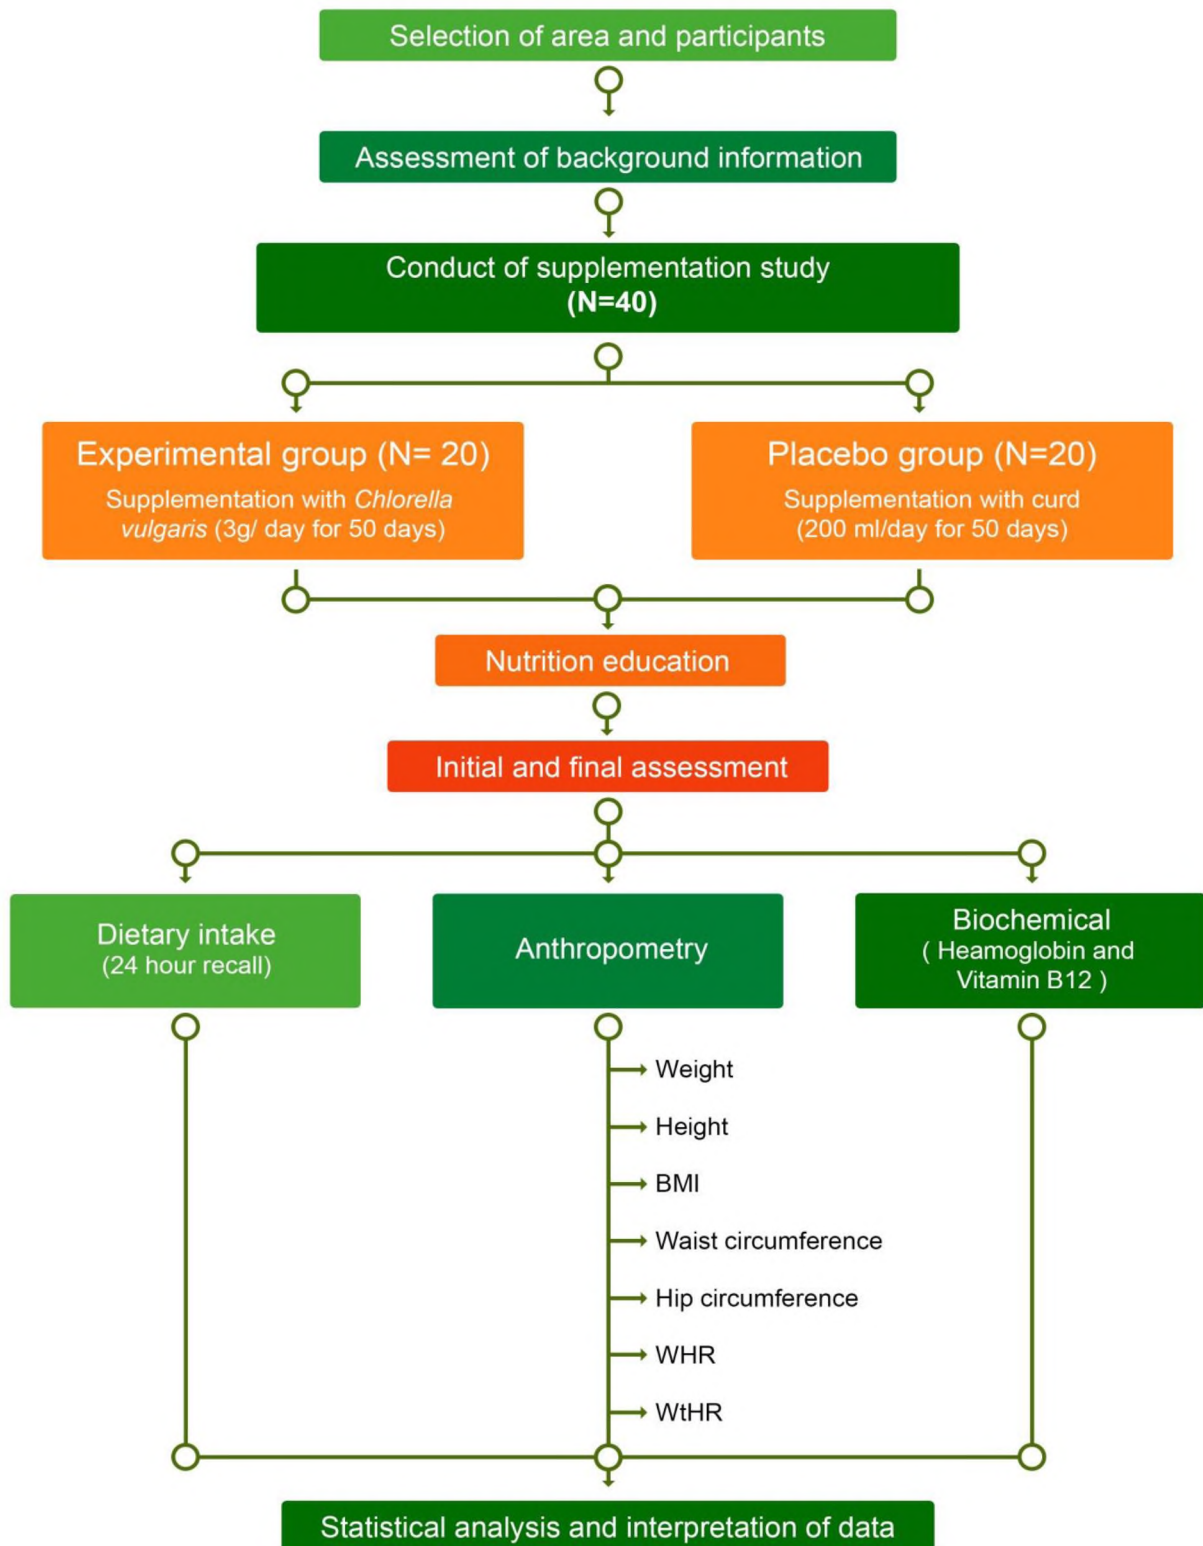 Selection of area and participants
Assessment of background information
Conduct of supplementation study
(N=40)
Experimental group (N= 20)
Supplementation with Chlorella
vulgaris (3g/ day for 50 days)
Placebo group (N=20)
Supplementation with curd
(200 ml/day for 50 days)
Nutrition education
Initial and final assessment
Dietary intake
(24 hour recall)
Anthropometry
Biochemical
( Heamoglobin and
Vitamin B12 )
Weight
Height
BMI
Waist circumference
Hip circumference
WHR
WtHR
Statistical analysis and interpretation of data